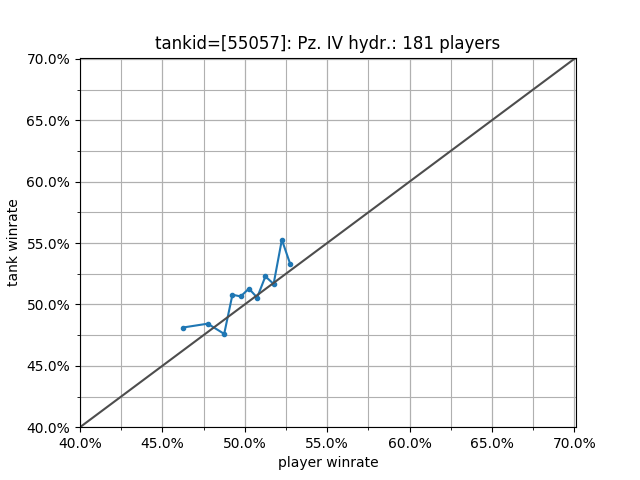 tankid=[55057]: Pz. IV hydr.: 181 players
70.0%
65.0%
60.0%
55.0%
50.0%
45.0%
40.0%
tank winrate
40.0% 45.0% 50.0% 55.0% 60.0% 65.0% 70.0%
player winrate